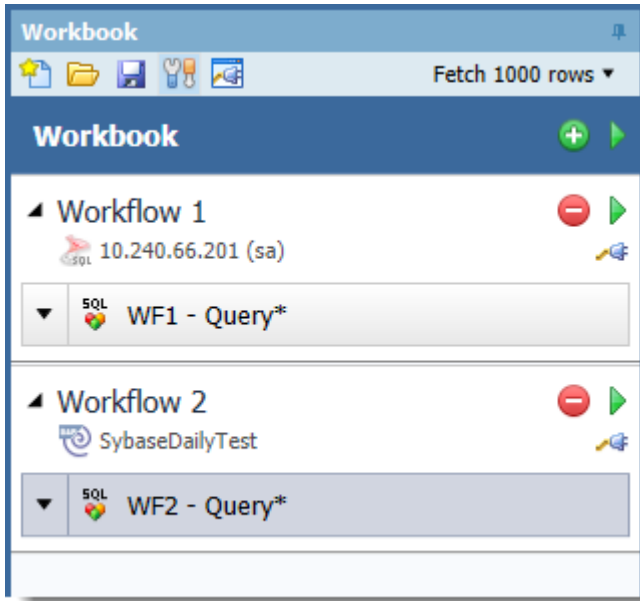 Workbook
Fetch 1000 rows
Workbook
Workflow 1
SQL
10.240.66.201 (sa)
SQL
WF1 - Query*
Workflow 2
SybaseDailyTest
SQL
WF2 - Query*